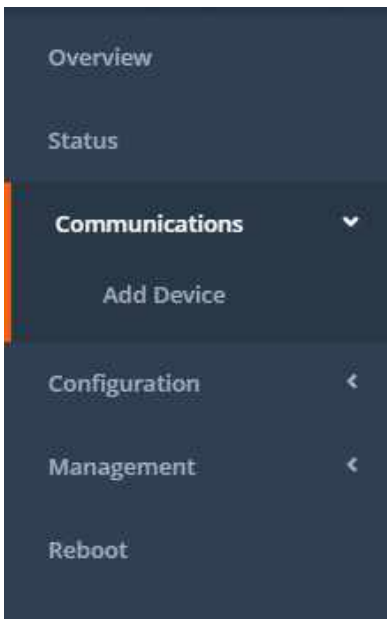 Overview
Status
Communications
Add Device
Configuration
Management
Reboot